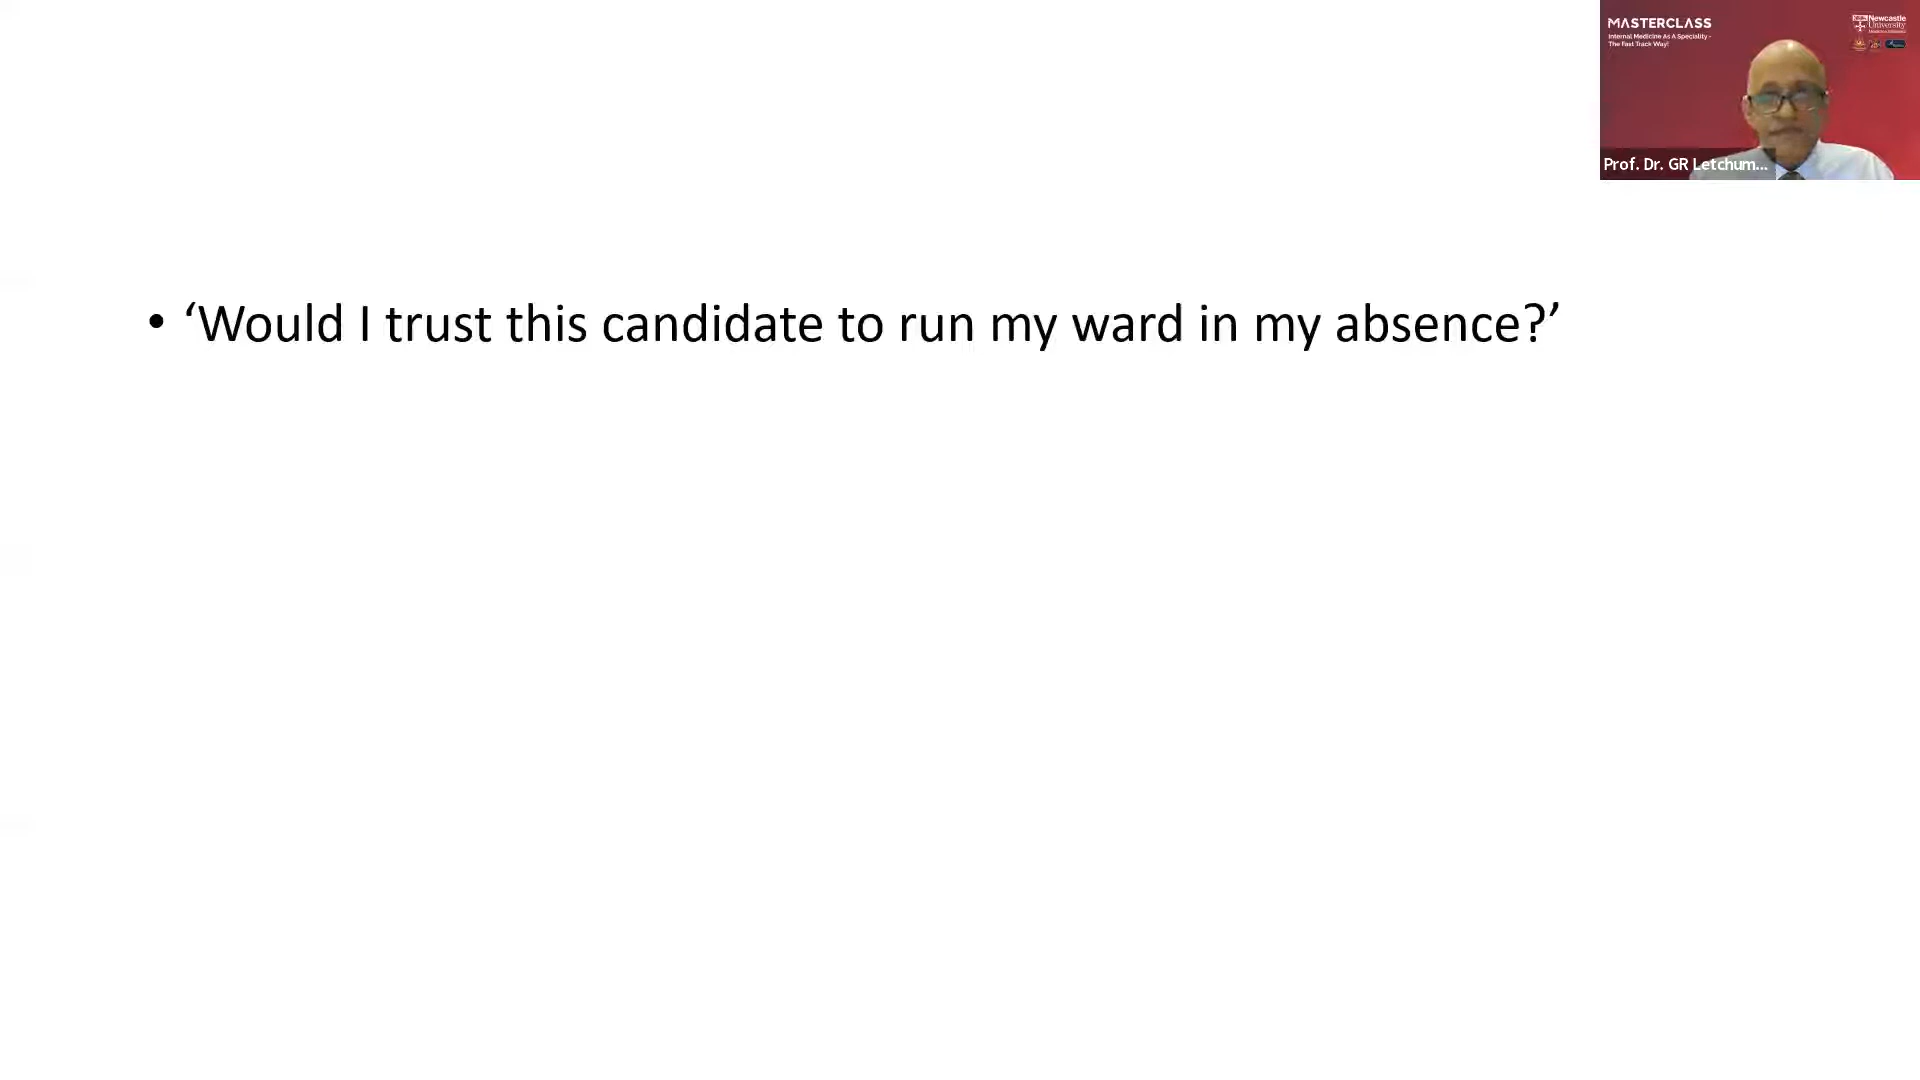 MASTERCLASS
Internal Medicine As A Speciality -
The Fast Track Way!
Newcastle
University
Prof. Dr. GR Letchum...
• ‘Would I trust this candidate to run my ward in my absence?’